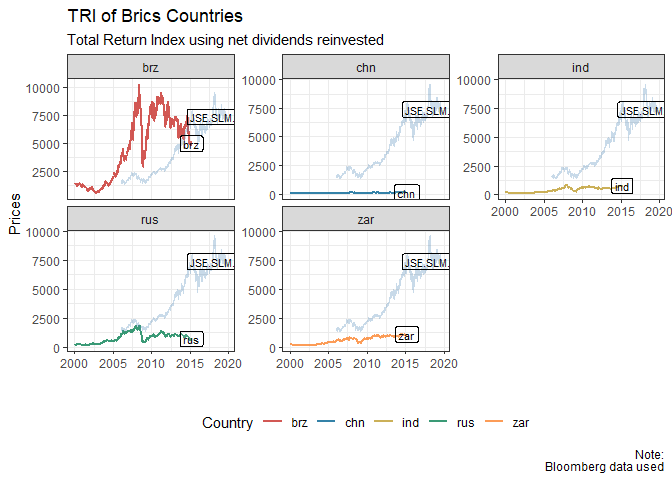 TRI of Brics Countries
Total Return Index using net dividends reinvested
brz
chn
ind
10000
7500
5000
2500
JSE.SLM.
brz
10000
7500
5000
2500
0
JSE.SLM.
chn
10000
7500
5000
2500
0
JSE.SLM.
ind
2000
2005
2010
2015
2020
Prices
rus
zar
10000
7500
5000
2500
0
JSE.SLM.
rus
2000
2005
2010
2015
2020
10000
7500
5000
2500
0
JSE.SLM.
zar
2000
2005
2010
2015
2020
Country
brz
chn
ind
rus
zar
Note:
Bloomberg data used